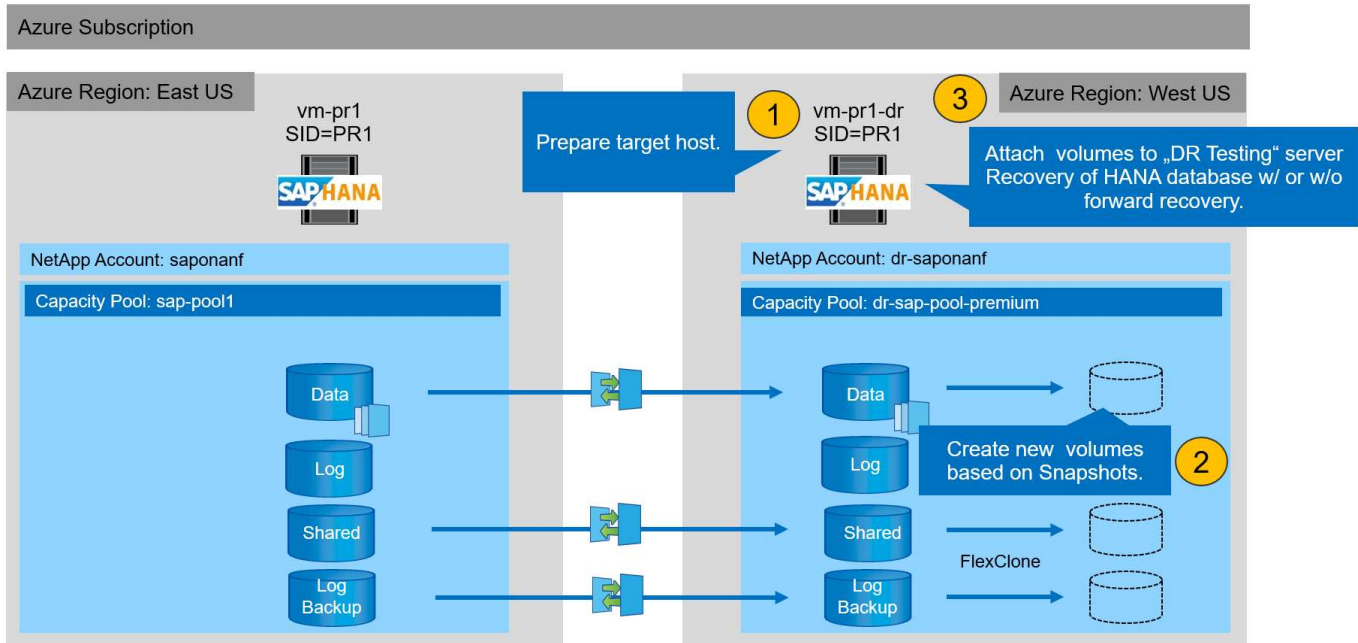 Azure Subscription
Azure Region: East US
vm-pr1
SID=PR1
SAP HANA
NetApp Account: saponanf
Capacity Pool: sap-pool1
Data
Log
Shared
Log
Backup
Prepare target host.
1
vm-pr1-dr
SID=PR1
SAP HANA
3
Azure Region: West US
Attach volumes to „DR Testing“ server
Recovery of HANA database w/ or w/o
forward recovery.
NetApp Account: dr-saponanf
Capacity Pool: dr-sap-pool-premium
Data
Log
Create new volumes
based on Snapshots.
2
Shared
FlexClone
Log
Backup